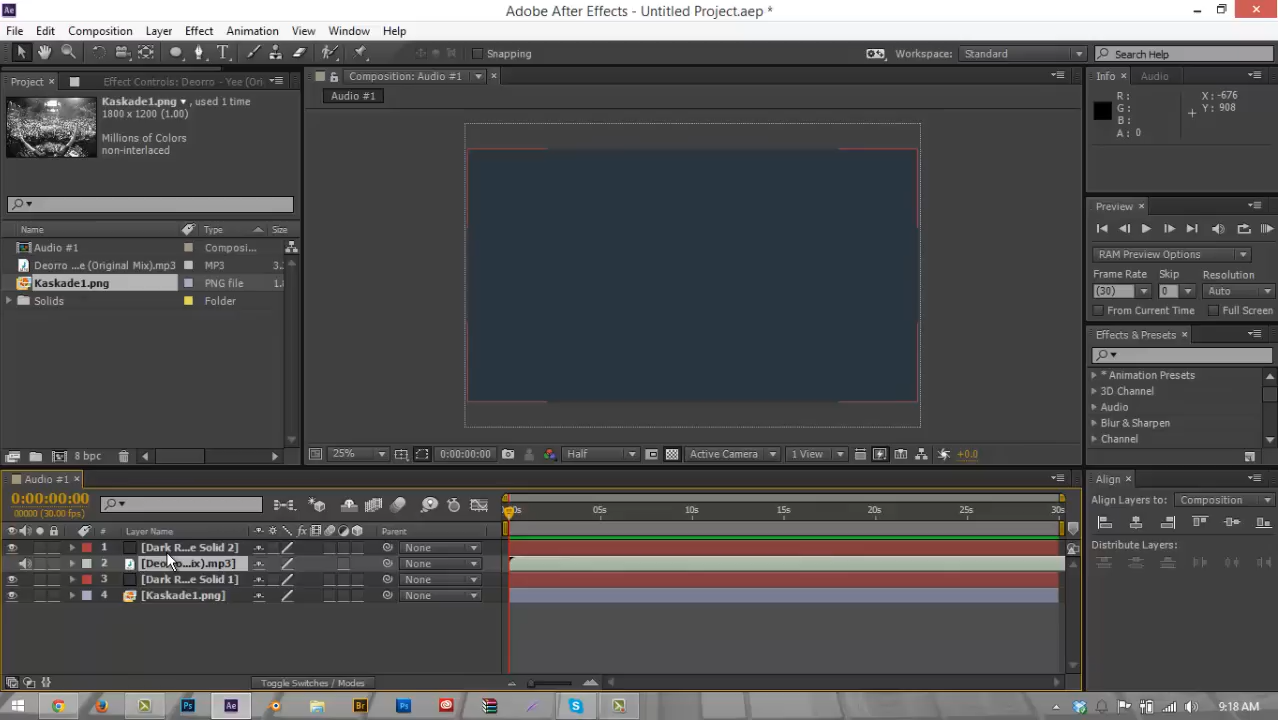 Adobe After Effects - Untitled Project.aep *
File Edit Composition Layer Effect Animation View Window Help
Snapping
Workspace: Standard
Search Help
Project
Effect Controls: Deorro - Yee (Ori
Kaskade1.png ▾, used 1 time
1800 x 1200 (1.00)
Millions of Colors
non-interlaced
Name Type Size
Audio #1 Composi...
Deorro ...e (Original Mix).mp3 MP3 3.
Kaskade1.png PNG file 1.
Solids Folder
8 bpc
Composition: Audio #1
Audio #1
25% 0:00:00:00 Half Active Camera 1 View +0.0
Info Audio
R : X : -676
G : Y : 908
B :
A : 0
Preview
RAM Preview Options
Frame Rate Skip Resolution
(30) 0 Auto
From Current Time Full Screen
Effects & Presets
* Animation Presets
3D Channel
Audio
Blur & Sharpen
Channel
Align
Align Layers to: Composition
Distribute Layers:
Audio #1
0:00:00:00
00000 (30.00 fps)
:00s 05s 10s 15s 20s 25s 30s
# Layer Name Parent
1 [Dark R...e Solid 2] None
2 [Deo...ix).mp3] None
3 [Dark R...e Solid 1] None
4 [Kaskade1.png] None
Toggle Switches / Modes
9:18 AM